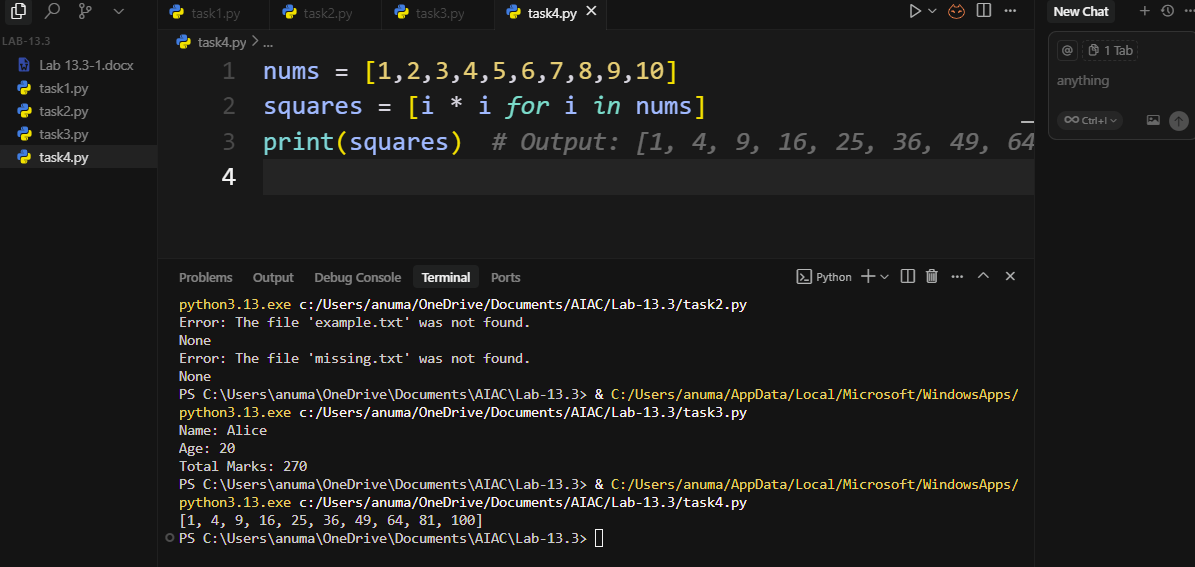 task1.py
task2.py
task3.py
task4.py
New Chat
LAB-13.3
Lab 13.3-1.docx
task1.py
task2.py
task3.py
task4.py
task4.py > ...
1 nums = [1,2,3,4,5,6,7,8,9,10]
2 squares = [i * i for i in nums]
3 print(squares)  # Output: [1, 4, 9, 16, 25, 36, 49, 64
4
@ 1 Tab
anything
Ctrl+I
Problems Output Debug Console Terminal Ports
Python
python3.13.exe c:/Users/anuma/OneDrive/Documents/AIAC/Lab-13.3/task2.py
Error: The file 'example.txt' was not found.
None
Error: The file 'missing.txt' was not found.
None
PS C:\Users\anuma\OneDrive\Documents\AIAC\Lab-13.3> & C:/Users/anuma/AppData/Local/Microsoft/WindowsApps/
python3.13.exe c:/Users/anuma/OneDrive/Documents/AIAC/Lab-13.3/task3.py
Name: Alice
Age: 20
Total Marks: 270
PS C:\Users\anuma\OneDrive\Documents\AIAC\Lab-13.3> & C:/Users/anuma/AppData/Local/Microsoft/WindowsApps/
python3.13.exe c:/Users/anuma/OneDrive/Documents/AIAC/Lab-13.3/task4.py
[1, 4, 9, 16, 25, 36, 49, 64, 81, 100]
PS C:\Users\anuma\OneDrive\Documents\AIAC\Lab-13.3>